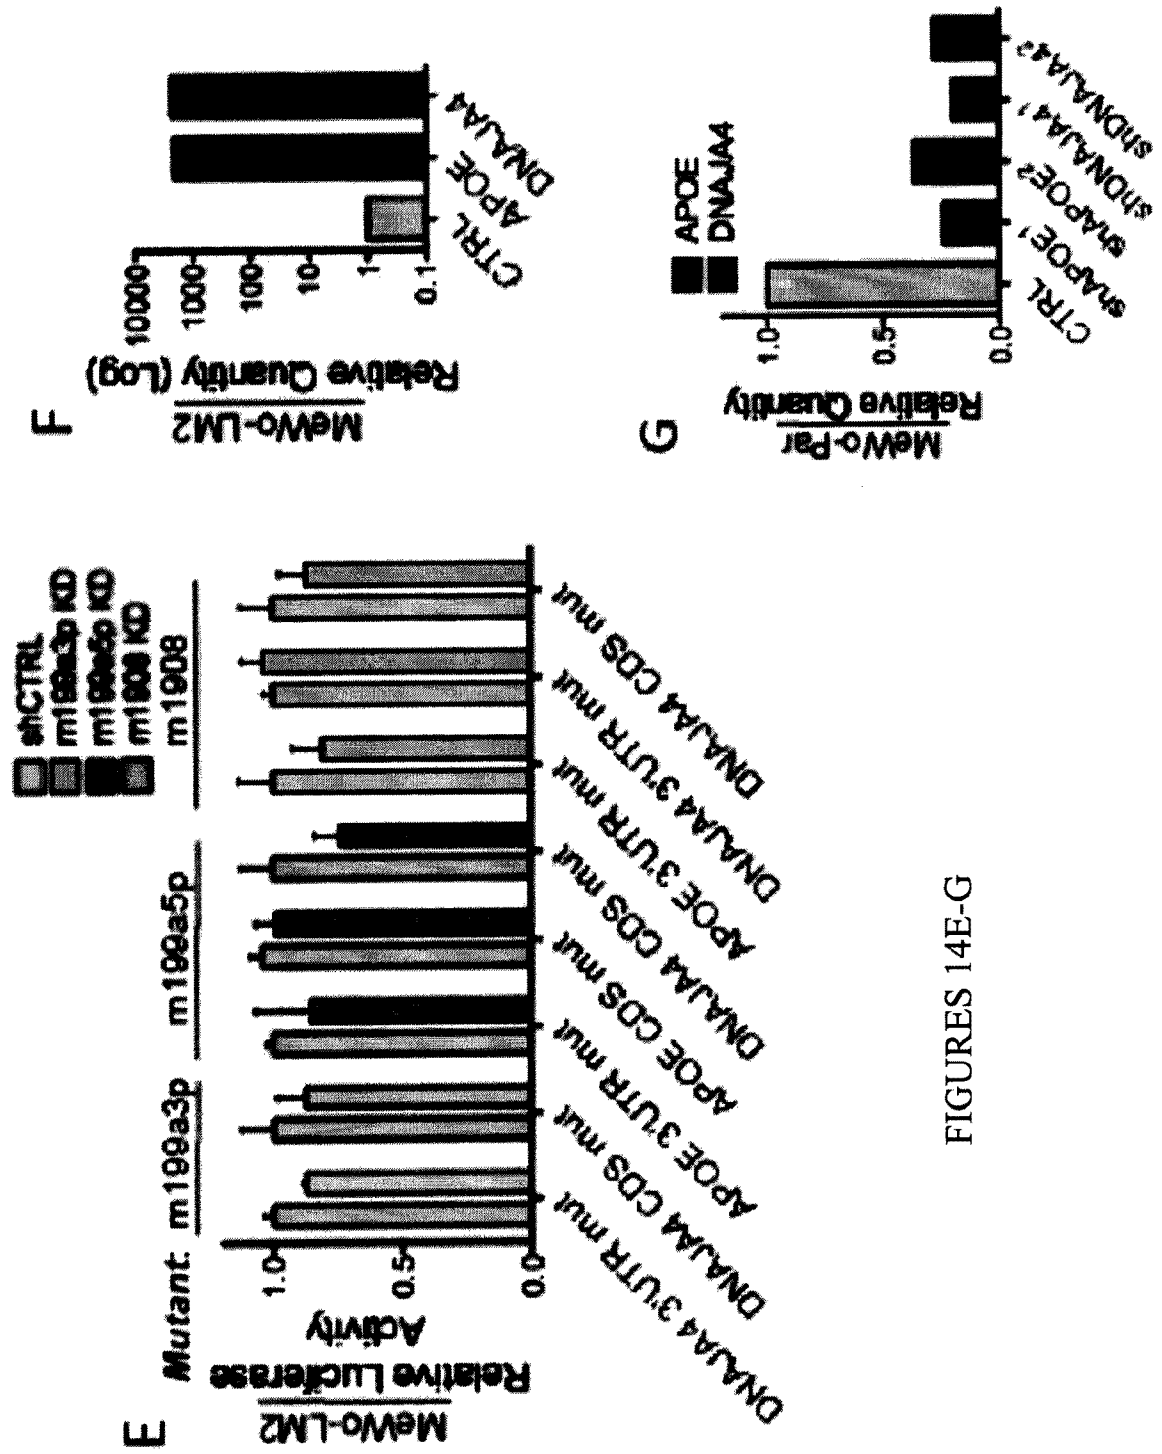 E
MeWo-LM2
Relative Luciferase
Activity
1.0
0.5
0.0
Mutant:
m199a3p
m199a5p
m1908
shCTRL
m199a3p KD
m199a5p KD
m1908 KD
DNAJA4 3'UTR mut
DNAJA4 CDS mut
APOE 3'UTR mut
APOE CDS mut
DNAJA4 CDS mut
APOE 3'UTR mut
DNAJA4 3'UTR mut
DNAJA4 CDS mut
F
MeWo-LM2
Relative Quantity (Log)
10000
1000
100
10
1
0.1
CTRL
APOE
DNAJA4
G
MeWo-Par
Relative Quantity
1.0
0.5
0.0
APOE
DNAJA4
CTRL
shAPOE¹
shAPOE²
shDNAJA4¹
shDNAJA4²
FIGURES 14E-G